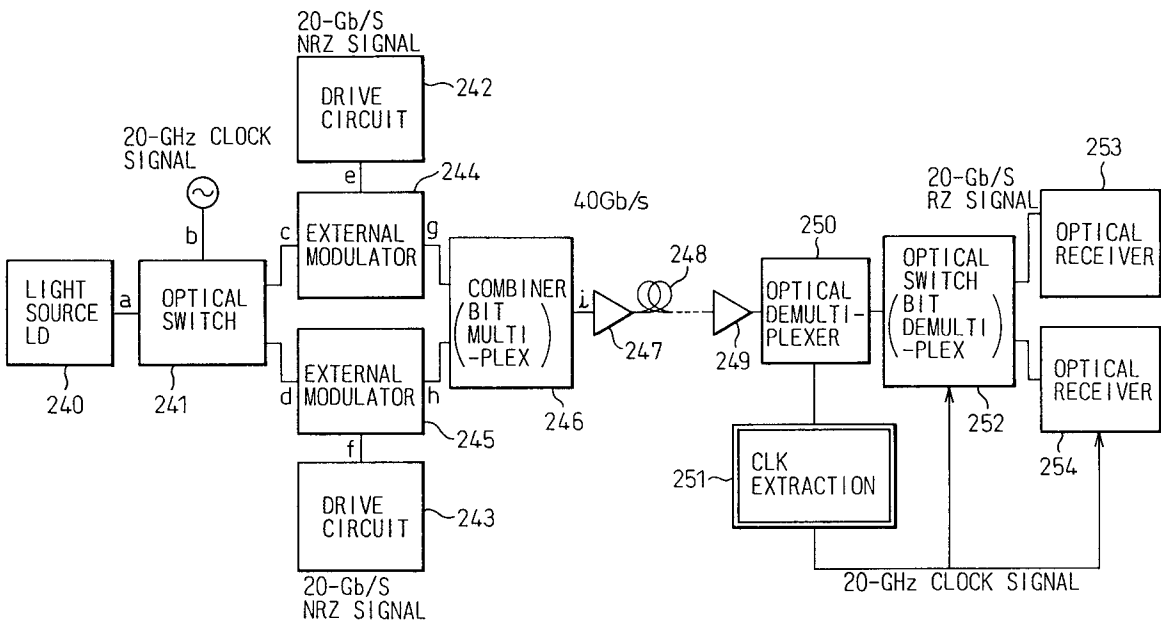 20-Gb/S
NRZ SIGNAL
DRIVE
CIRCUIT
242
20-GHz CLOCK
SIGNAL
b
e
244
c
EXTERNAL
MODULATOR
g
LIGHT
SOURCE
LD
240
a
OPTICAL
SWITCH
241
d
EXTERNAL
MODULATOR
h
245
f
DRIVE
CIRCUIT
243
20-Gb/S
NRZ SIGNAL
COMBINER
(BIT
MULTI
-PLEX)
246
40Gb/s
i
247
248
249
250
OPTICAL
DEMULTI-
PLEXER
251
CLK
EXTRACTION
20-Gb/S
RZ SIGNAL
OPTICAL
SWITCH
(BIT
DEMULTI
-PLEX)
252
253
OPTICAL
RECEIVER
OPTICAL
RECEIVER
254
20-GHz CLOCK SIGNAL